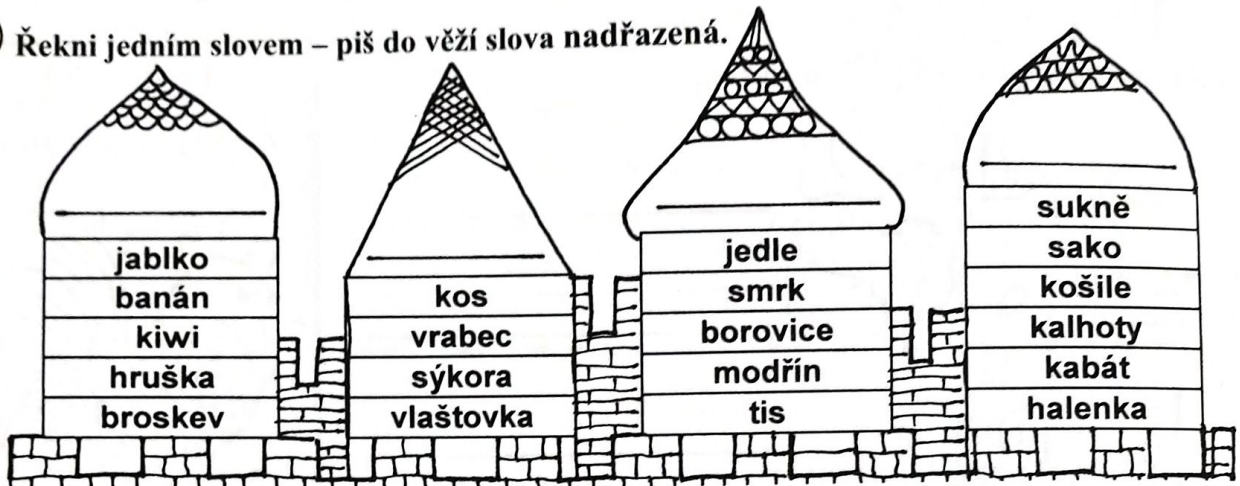 Řekni jedním slovem – piš do věží slova nadřazená.
jablko
banán
kiwi
hruška
broskev
kos
vrabec
sýkora
vlaštovka
jedle
smrk
borovice
modřín
tis
sukně
sako
košile
kalhoty
kabát
halenka